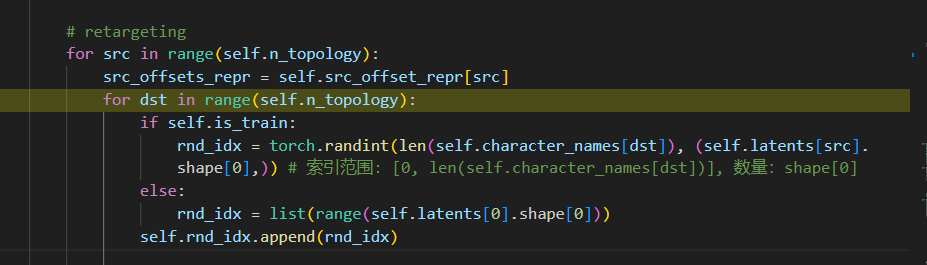 # retargeting
for src in range(self.n_topology):
src_offsets_repr = self.src_offset_repr[src]
for dst in range(self.n_topology):
if self.is_train:
rnd_idx = torch.randint(len(self.character_names[dst]), (self.latents[src].
shape[0],)) # 索引范围: [0, len(self.character_names[dst])], 数量: shape[0]
else:
rnd_idx = list(range(self.latents[0].shape[0]))
self.rnd_idx.append(rnd_idx)